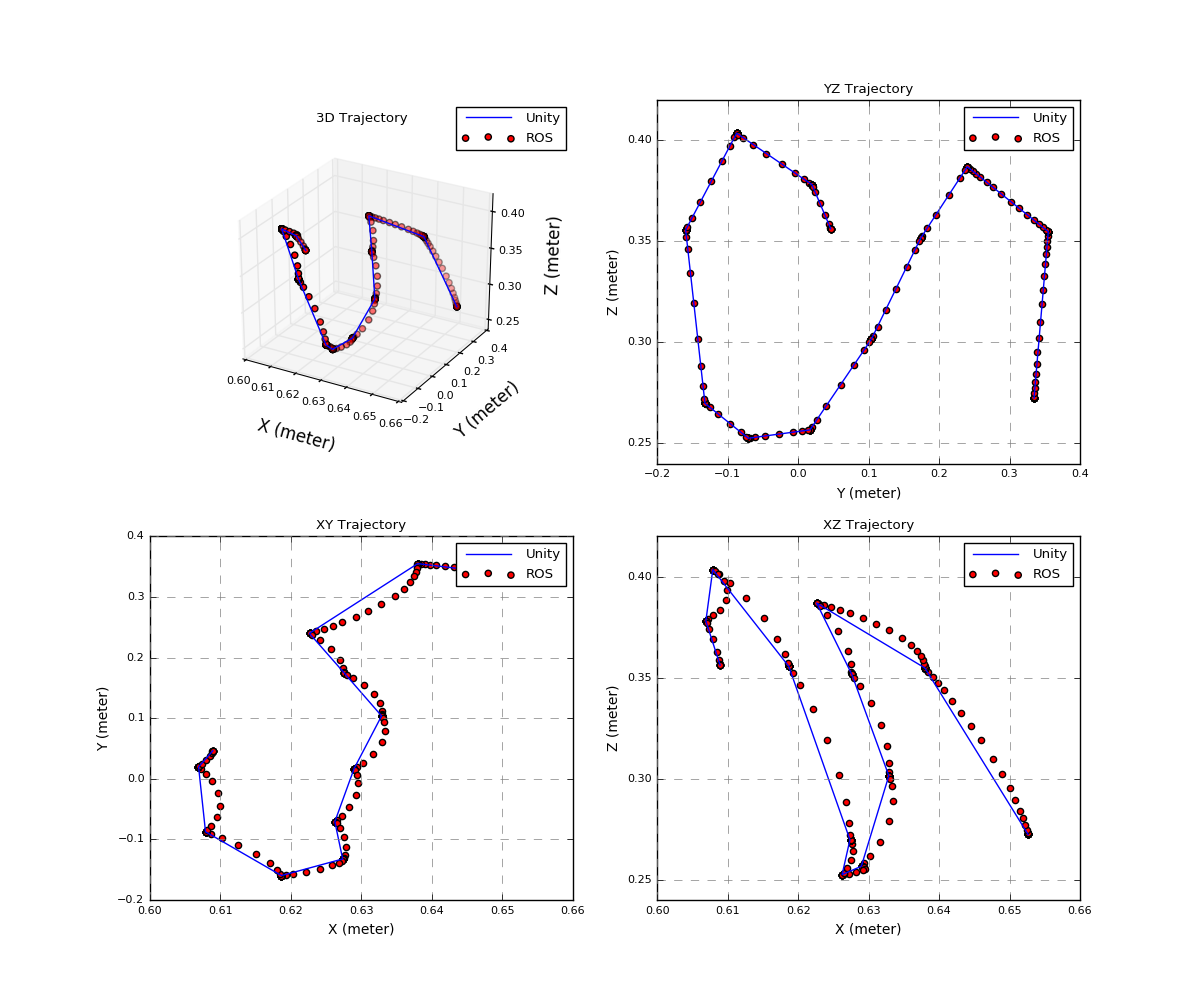 3D Trajectory
Unity
ROS
0.40
0.35
0.30
0.25
Z (meter)
0.60
0.61
0.62
0.63
0.64
0.65
0.66
X (meter)
−0.2
−0.1
0.0
0.1
0.2
0.3
0.4
Y (meter)
YZ Trajectory
Unity
ROS
0.40
0.35
0.30
0.25
Z (meter)
−0.2 −0.1 0.0 0.1 0.2 0.3 0.4
Y (meter)
XY Trajectory
Unity
ROS
0.4
0.3
0.2
0.1
0.0
−0.1
−0.2
Y (meter)
0.60 0.61 0.62 0.63 0.64 0.65 0.66
X (meter)
XZ Trajectory
Unity
ROS
0.40
0.35
0.30
0.25
Z (meter)
0.60 0.61 0.62 0.63 0.64 0.65 0.66
X (meter)